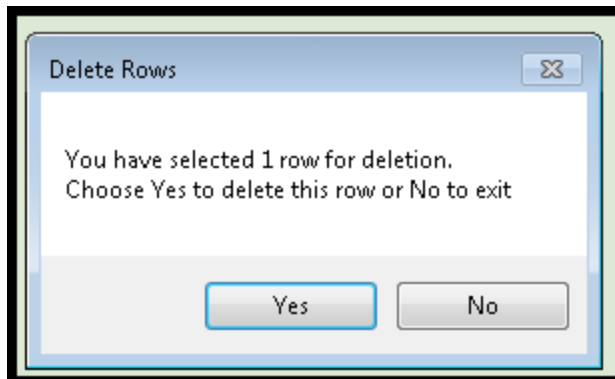 Delete Rows
You have selected 1 row for deletion.
Choose Yes to delete this row or No to exit
Yes
No